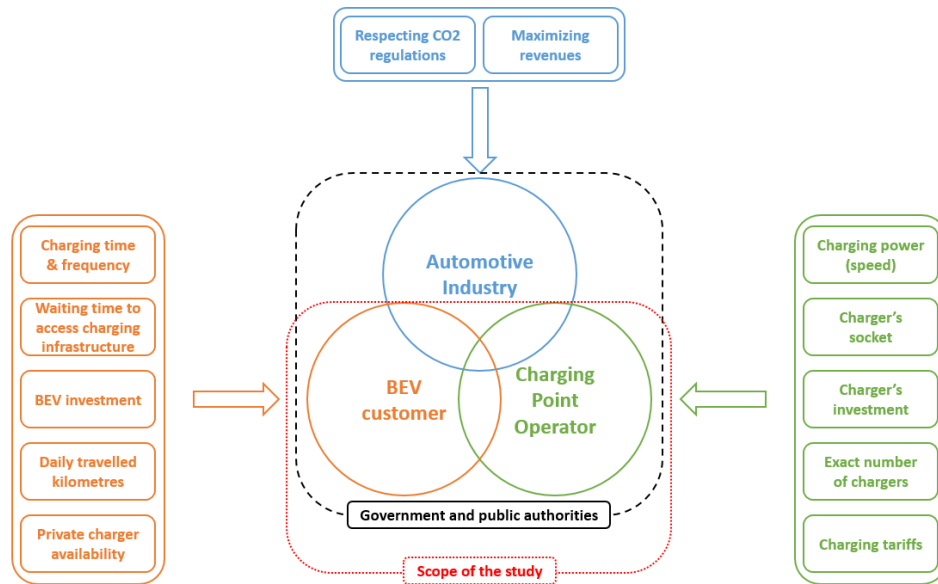 Respecting CO2
regulations
Maximizing
revenues
Automotive
Industry
BEV
customer
Charging
Point
Operator
Government and public authorities
Scope of the study
Charging time
& frequency
Waiting time to
access charging
infrastructure
BEV investment
Daily travelled
kilometres
Private charger
availability
Charging power
(speed)
Charger's
socket
Charger's
investment
Exact number
of chargers
Charging tariffs